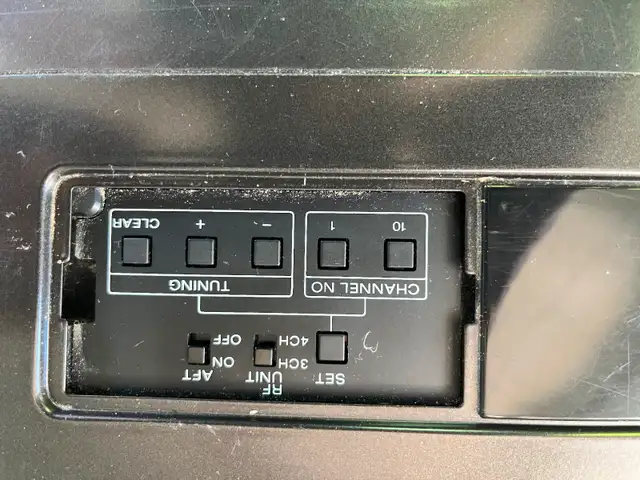 SET
RF
UNIT
3CH
4CH
AFT
ON
OFF
CHANNEL NO
10
1
TUNING
−
+
CLEAR